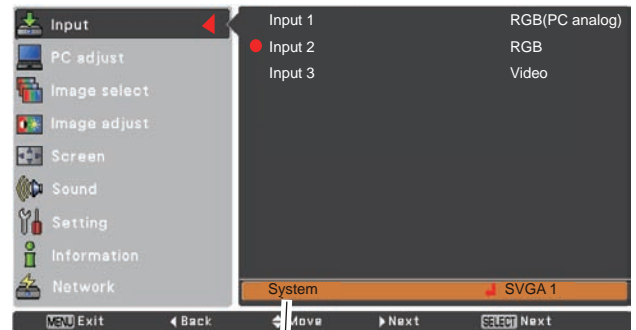 Input
PC adjust
Image select
Image adjust
Screen
Sound
Setting
Information
Network
Input 1 RGB(PC analog)
Input 2 RGB
Input 3 Video
System SVGA 1
MENU Exit Back Move Next SELECT Next